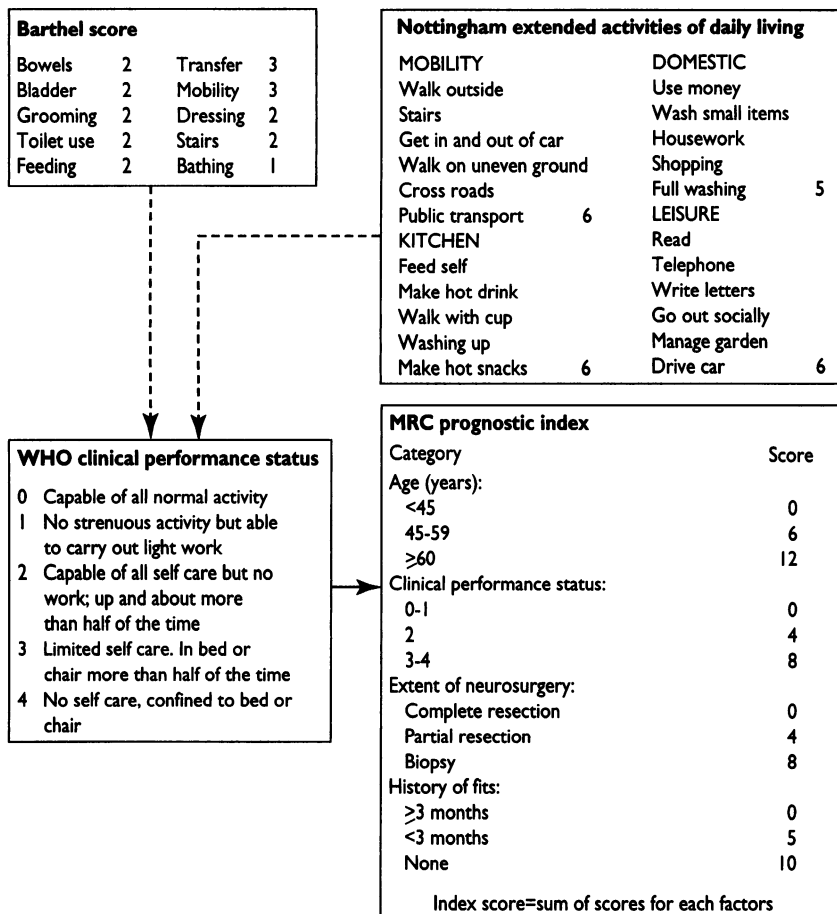 Barthel score
Bowels 2 Transfer 3
Bladder 2 Mobility 3
Grooming 2 Dressing 2
Toilet use 2 Stairs 2
Feeding 2 Bathing 1
Nottingham extended activities of daily living
MOBILITY
Walk outside
Stairs
Get in and out of car
Walk on uneven ground
Cross roads
Public transport 6
KITCHEN
Feed self
Make hot drink
Walk with cup
Washing up
Make hot snacks 6
DOMESTIC
Use money
Wash small items
Housework
Shopping
Full washing 5
LEISURE
Read
Telephone
Write letters
Go out socially
Manage garden
Drive car 6
WHO clinical performance status
0 Capable of all normal activity
1 No strenuous activity but able
to carry out light work
2 Capable of all self care but no
work; up and about more
than half of the time
3 Limited self care. In bed or
chair more than half of the time
4 No self care, confined to bed or
chair
MRC prognostic index
Category Score
Age (years):
<45 0
45-59 6
≥60 12
Clinical performance status:
0-1 0
2 4
3-4 8
Extent of neurosurgery:
Complete resection 0
Partial resection 4
Biopsy 8
History of fits:
≥3 months 0
<3 months 5
None 10
Index score=sum of scores for each factors